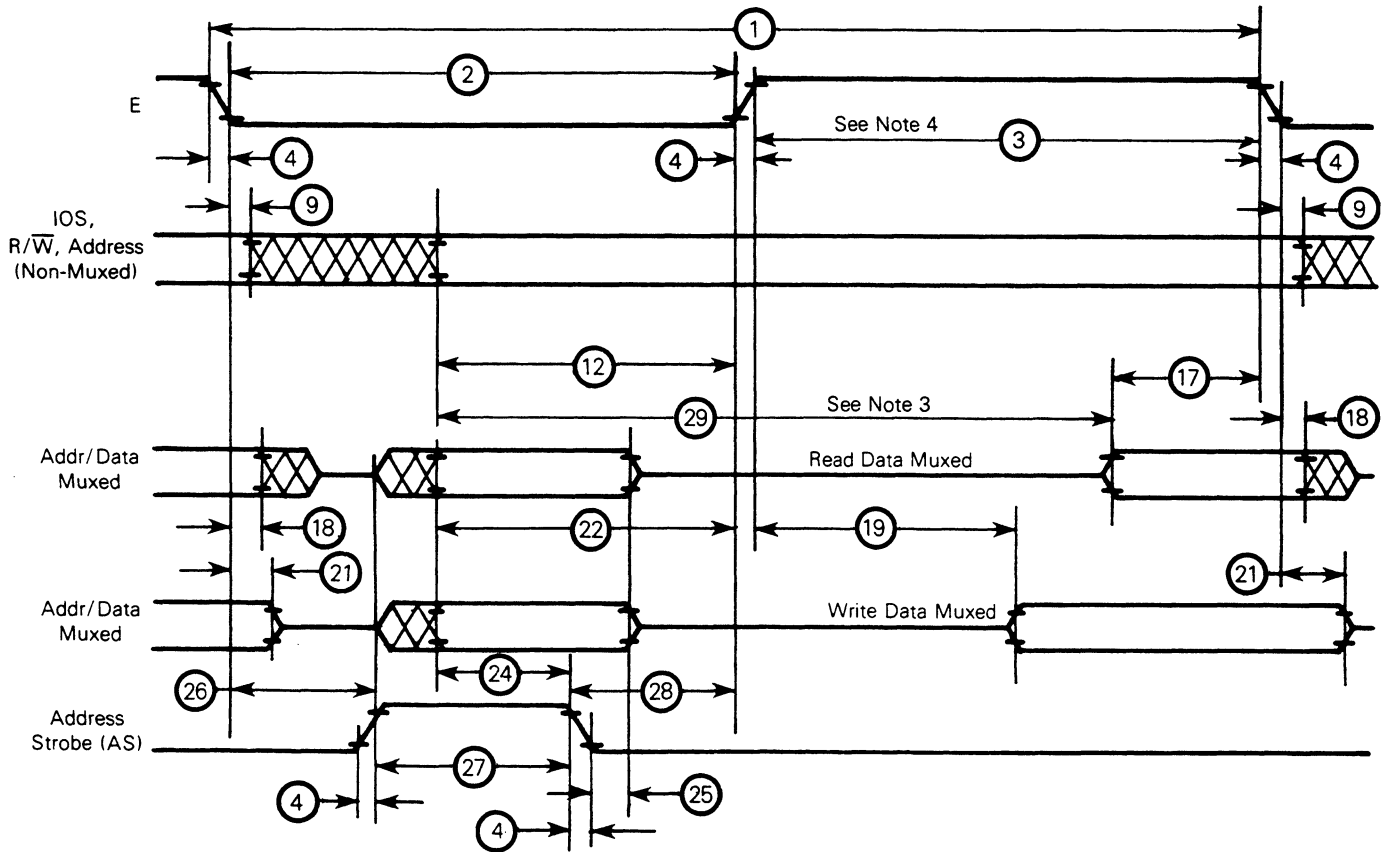 1
2
E
See Note 4
3
4
4
4
9
9
IOS,
R/W̅, Address
(Non-Muxed)
12
17
29
See Note 3
18
Addr/Data
Muxed
Read Data Muxed
18
22
19
21
21
Addr/Data
Muxed
Write Data Muxed
24
26
28
Address
Strobe (AS)
27
4
25
4